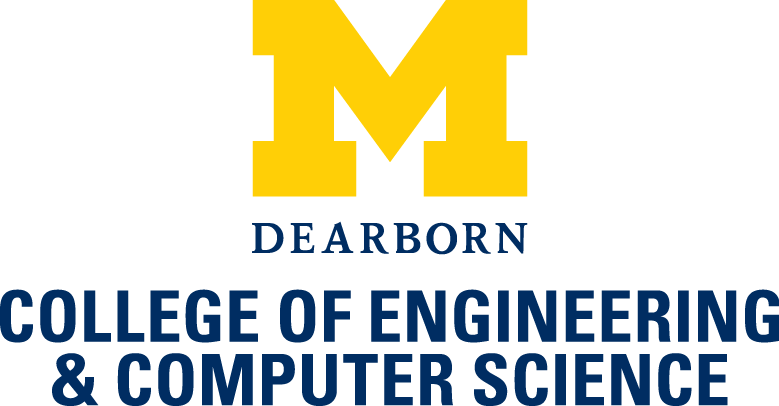 M
DEARBORN
COLLEGE OF ENGINEERING
& COMPUTER SCIENCE